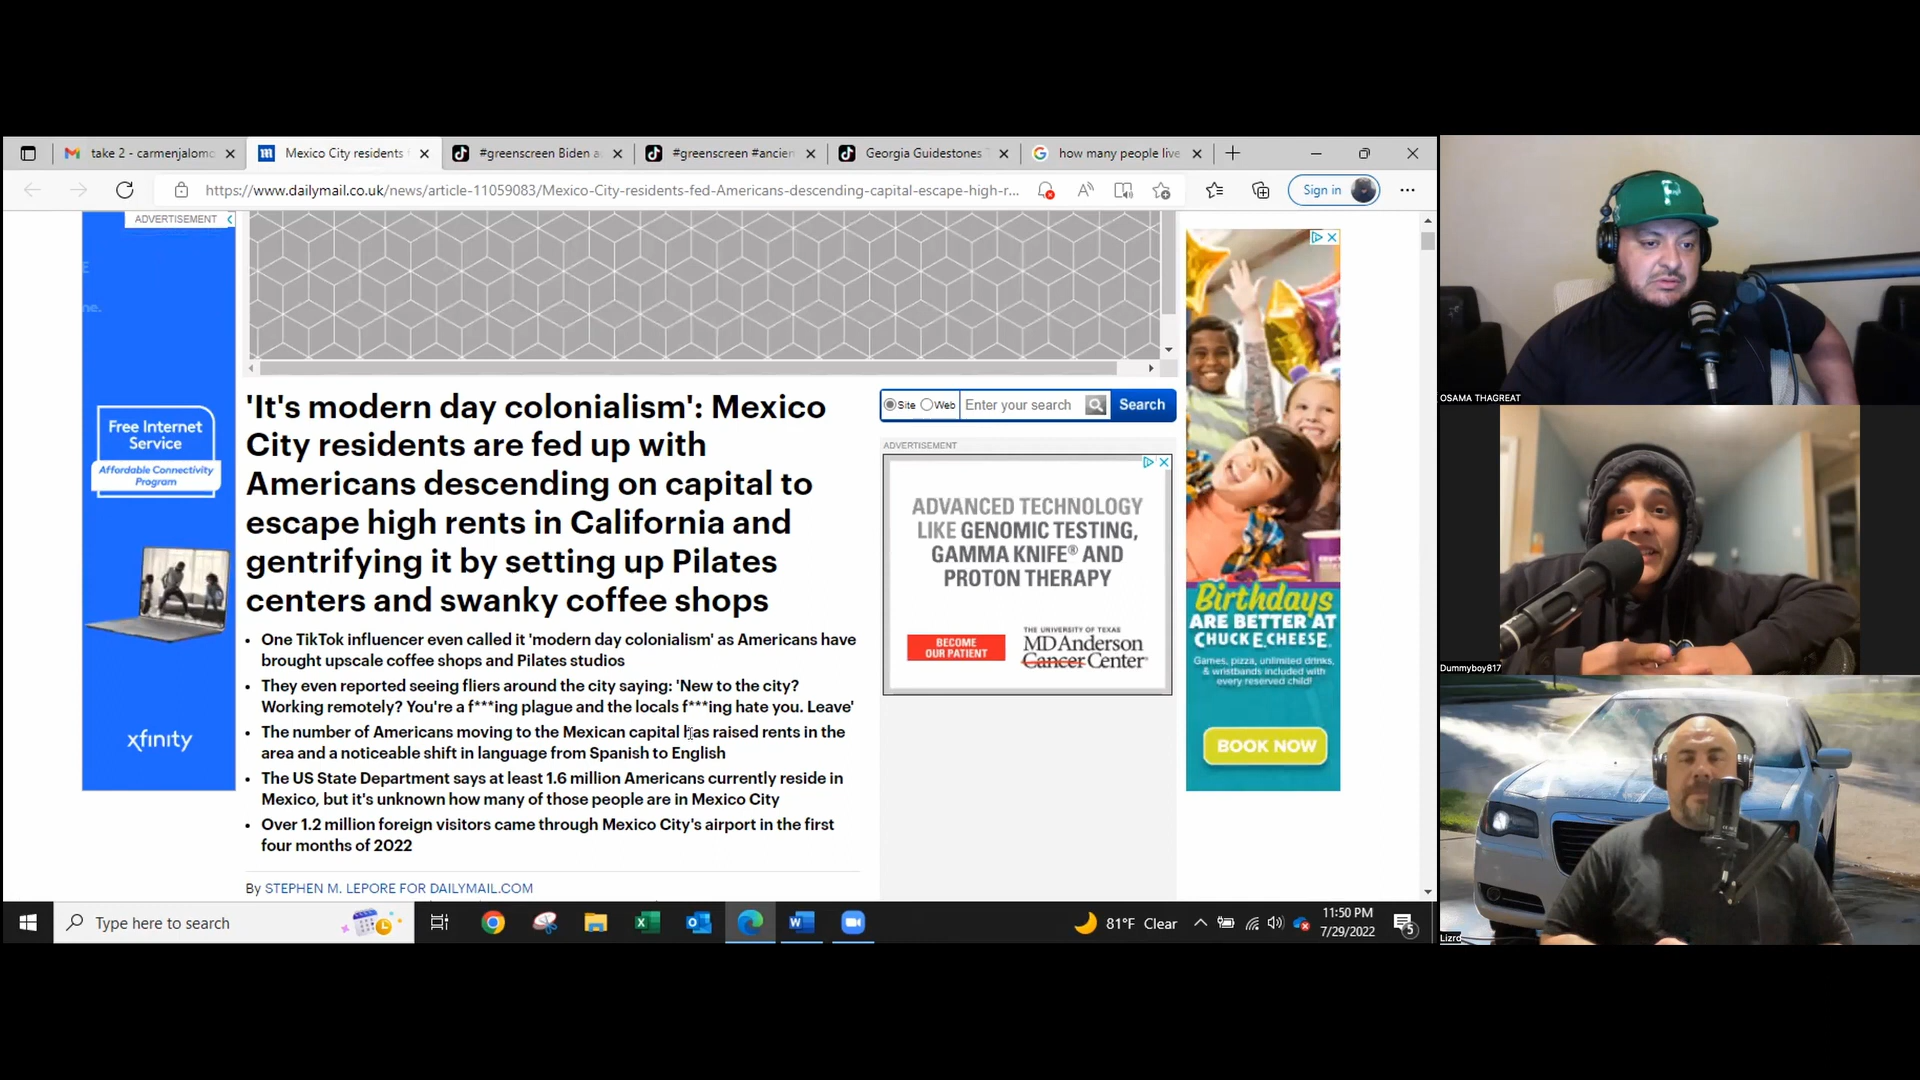 take 2 - carmenjalomo
Mexico City residents f
#greenscreen Biden a
#greenscreen #ancien
Georgia Guidestones T
how many people live
https://www.dailymail.co.uk/news/article-11059083/Mexico-City-residents-fed-Americans-descending-capital-escape-high-r...
Sign in
ADVERTISEMENT
ne.
Free Internet
Service
Affordable Connectivity
Program
xfinity
'It's modern day colonialism': Mexico
City residents are fed up with
Americans descending on capital to
escape high rents in California and
gentrifying it by setting up Pilates
centers and swanky coffee shops
• One TikTok influencer even called it 'modern day colonialism' as Americans have
brought upscale coffee shops and Pilates studios
• They even reported seeing fliers around the city saying: 'New to the city?
Working remotely? You're a f***ing plague and the locals f***ing hate you. Leave'
• The number of Americans moving to the Mexican capital has raised rents in the
area and a noticeable shift in language from Spanish to English
• The US State Department says at least 1.6 million Americans currently reside in
Mexico, but it's unknown how many of those people are in Mexico City
• Over 1.2 million foreign visitors came through Mexico City's airport in the first
four months of 2022
By STEPHEN M. LEPORE FOR DAILYMAIL.COM
Site Web Enter your search Search
ADVERTISEMENT
ADVANCED TECHNOLOGY
LIKE GENOMIC TESTING,
GAMMA KNIFE® AND
PROTON THERAPY
BECOME
OUR PATIENT
THE UNIVERSITY OF TEXAS
MD Anderson
Cancer Center
Birthdays
ARE BETTER AT
CHUCK E. CHEESE
Games, pizza, unlimited drinks,
& wristbands included with
every reserved child!
BOOK NOW
OSAMA THAGREAT
Dummyboy817
Lizrd
Type here to search
81°F Clear
11:50 PM
7/29/2022
5